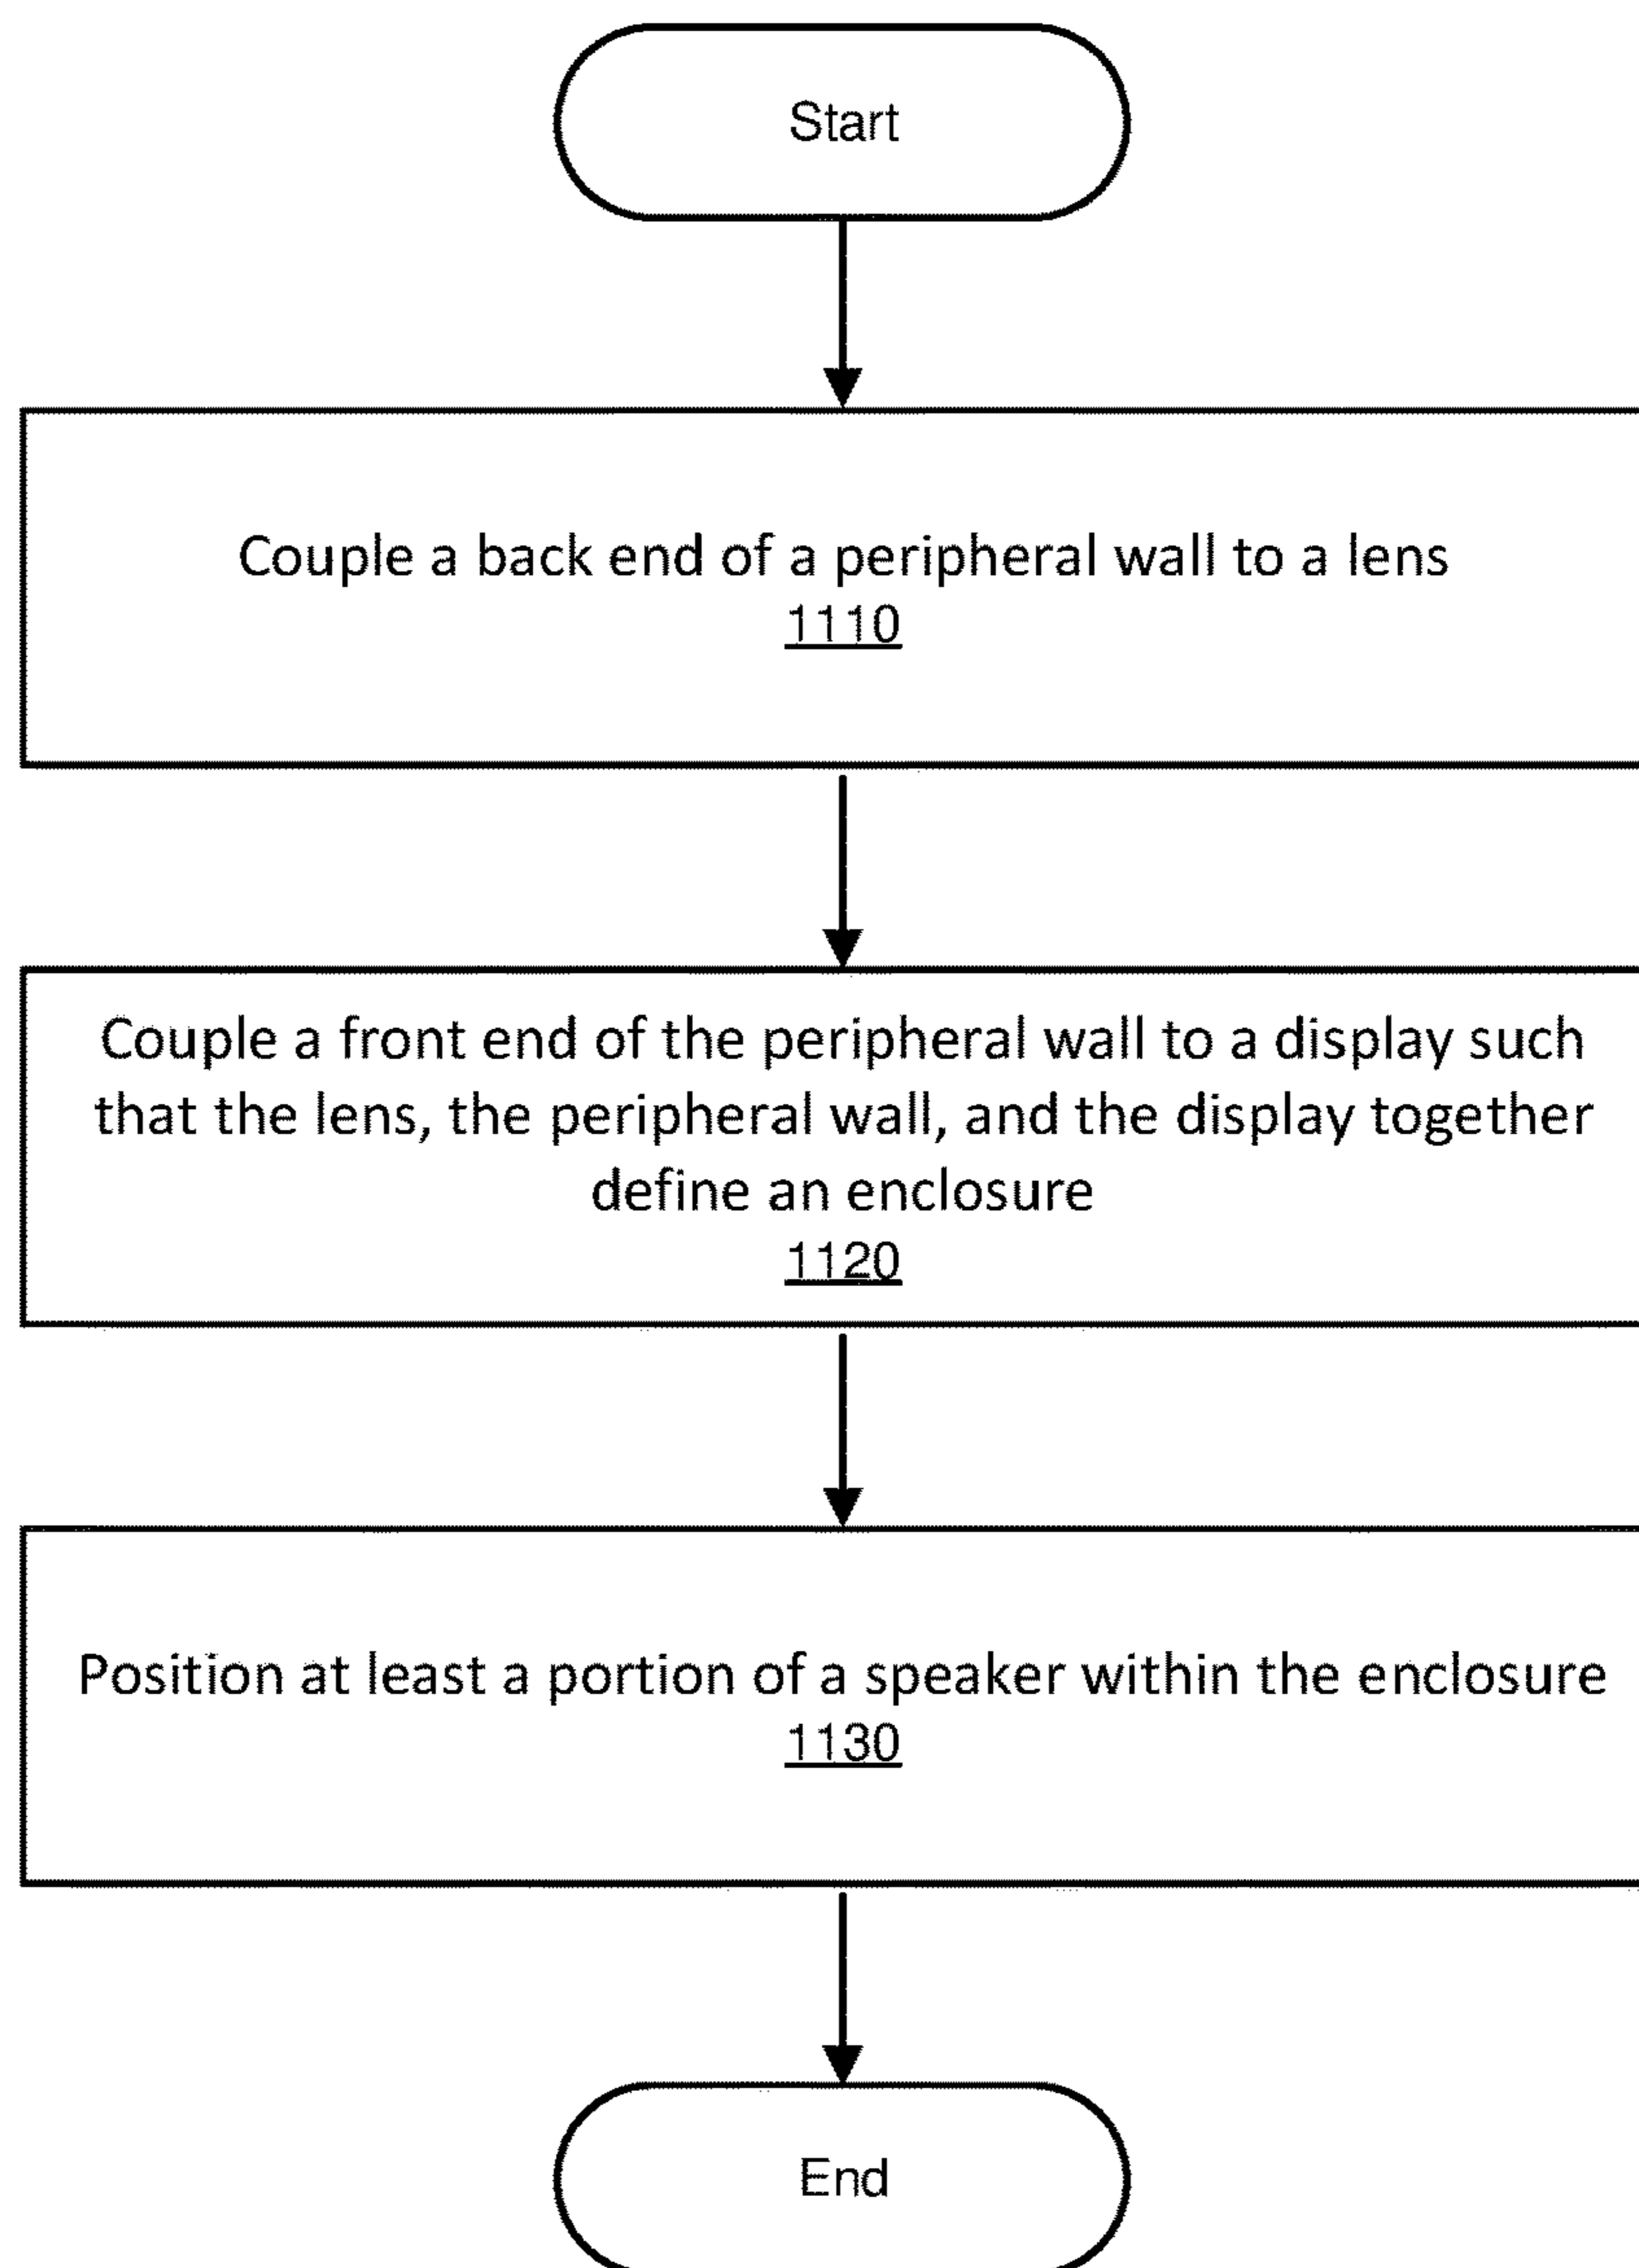 Start
Couple a back end of a peripheral wall to a lens
1110
Couple a front end of the peripheral wall to a display such
that the lens, the peripheral wall, and the display together
define an enclosure
1120
Position at least a portion of a speaker within the enclosure
1130
End